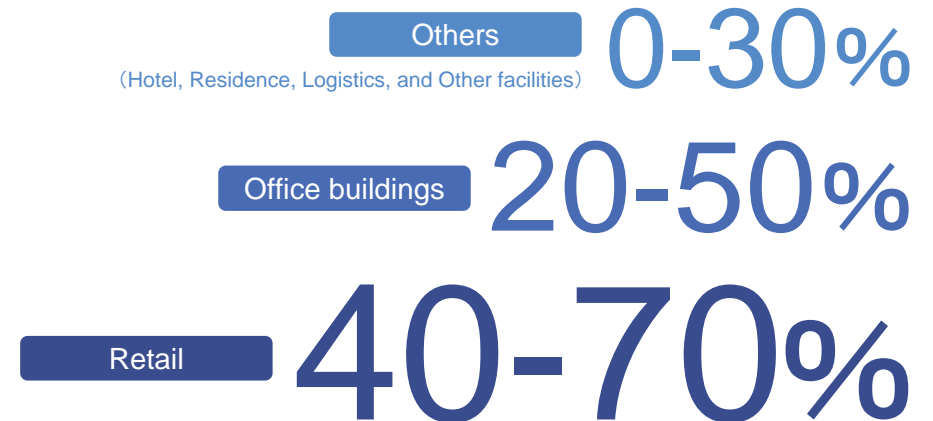 Others 0-30%
（Hotel, Residence, Logistics, and Other facilities）
Office buildings 20-50%
Retail 40-70%